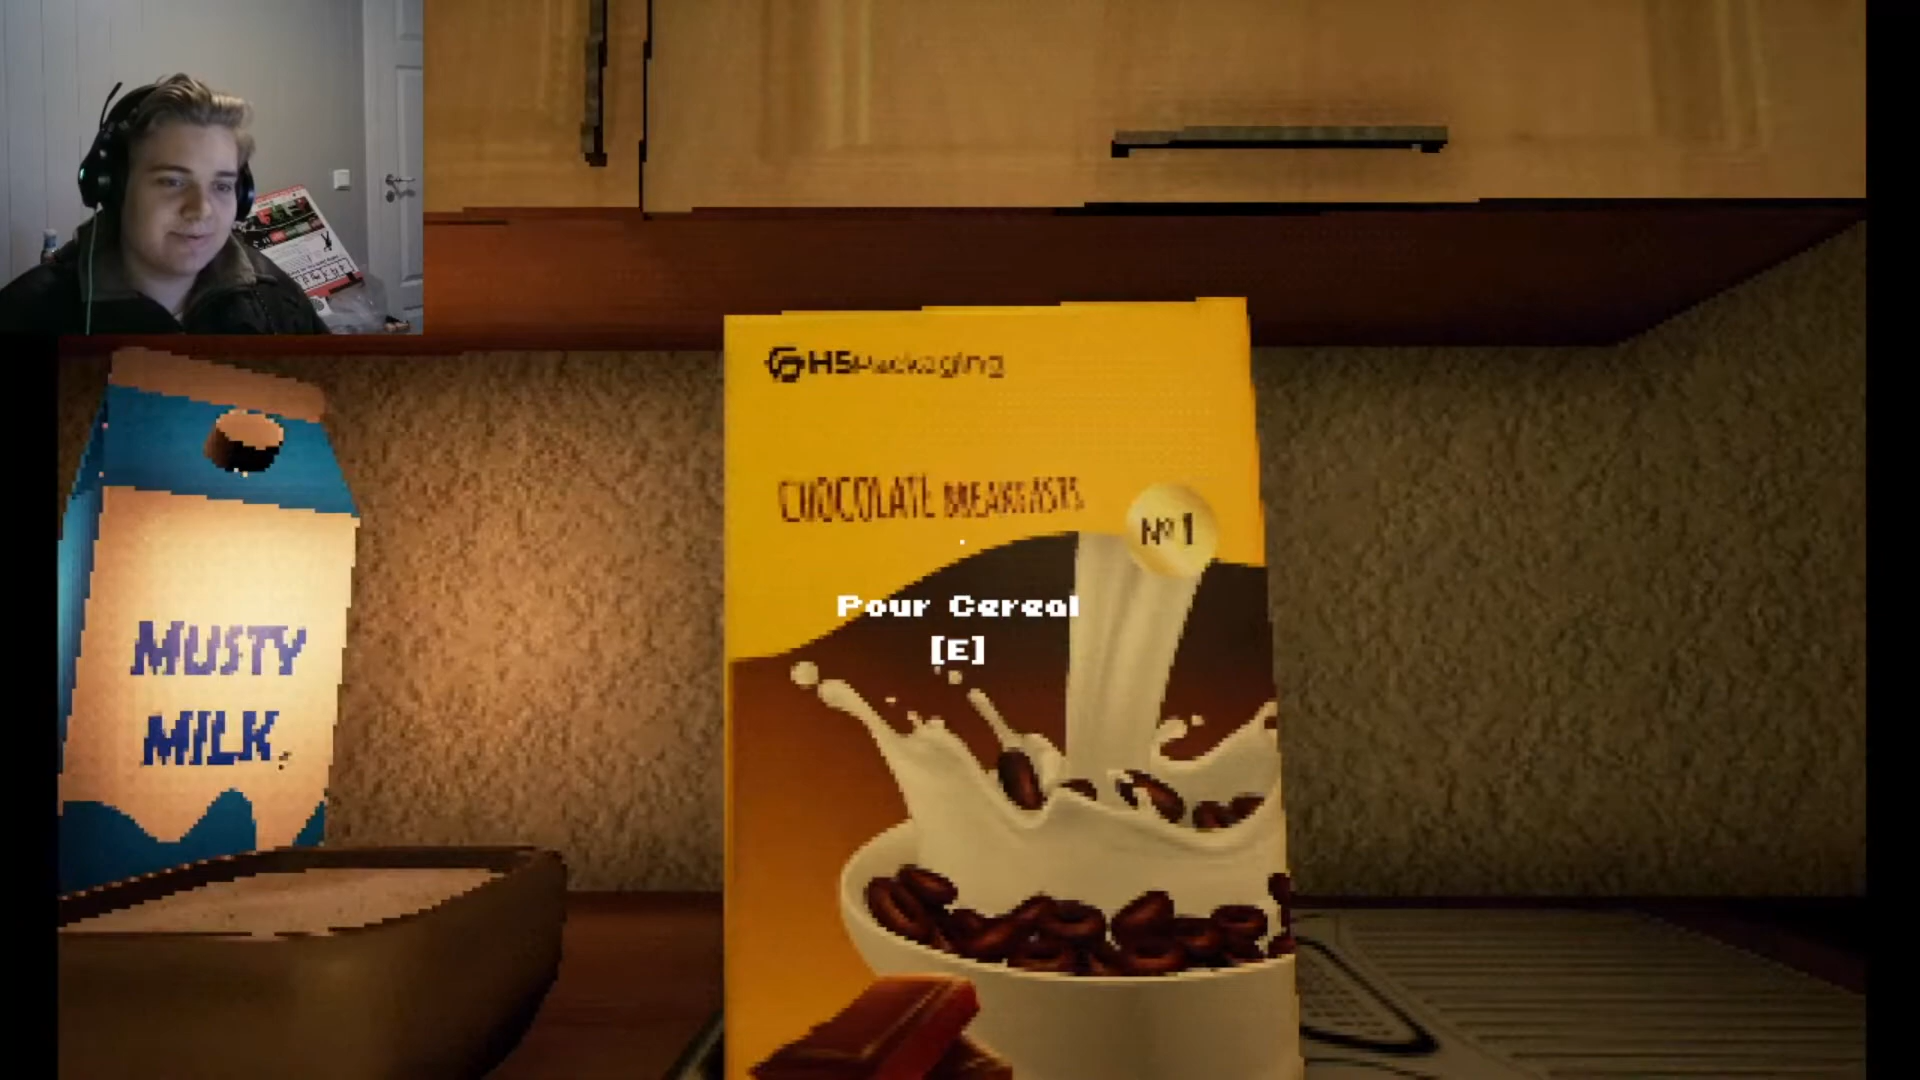 H5Packaging
CHOCOLATE BREAKFASTS
№1
Pour Cereal
[E]
MUSTY
MILK